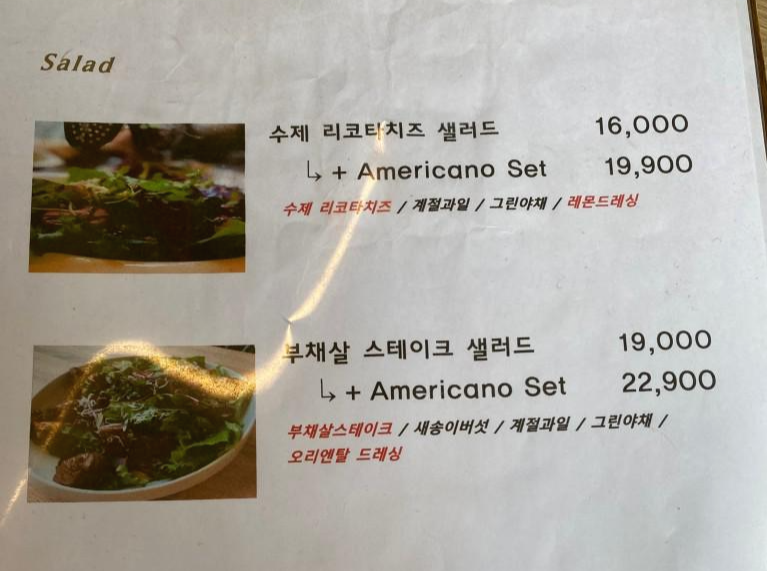 Salad
수제 리코타치즈 샐러드 16,000
↳ + Americano Set 19,900
수제 리코타치즈 / 계절과일 / 그린야채 / 레몬드레싱
부채살 스테이크 샐러드 19,000
↳ + Americano Set 22,900
부채살스테이크 / 새송이버섯 / 계절과일 / 그린야채 /
오리엔탈 드레싱